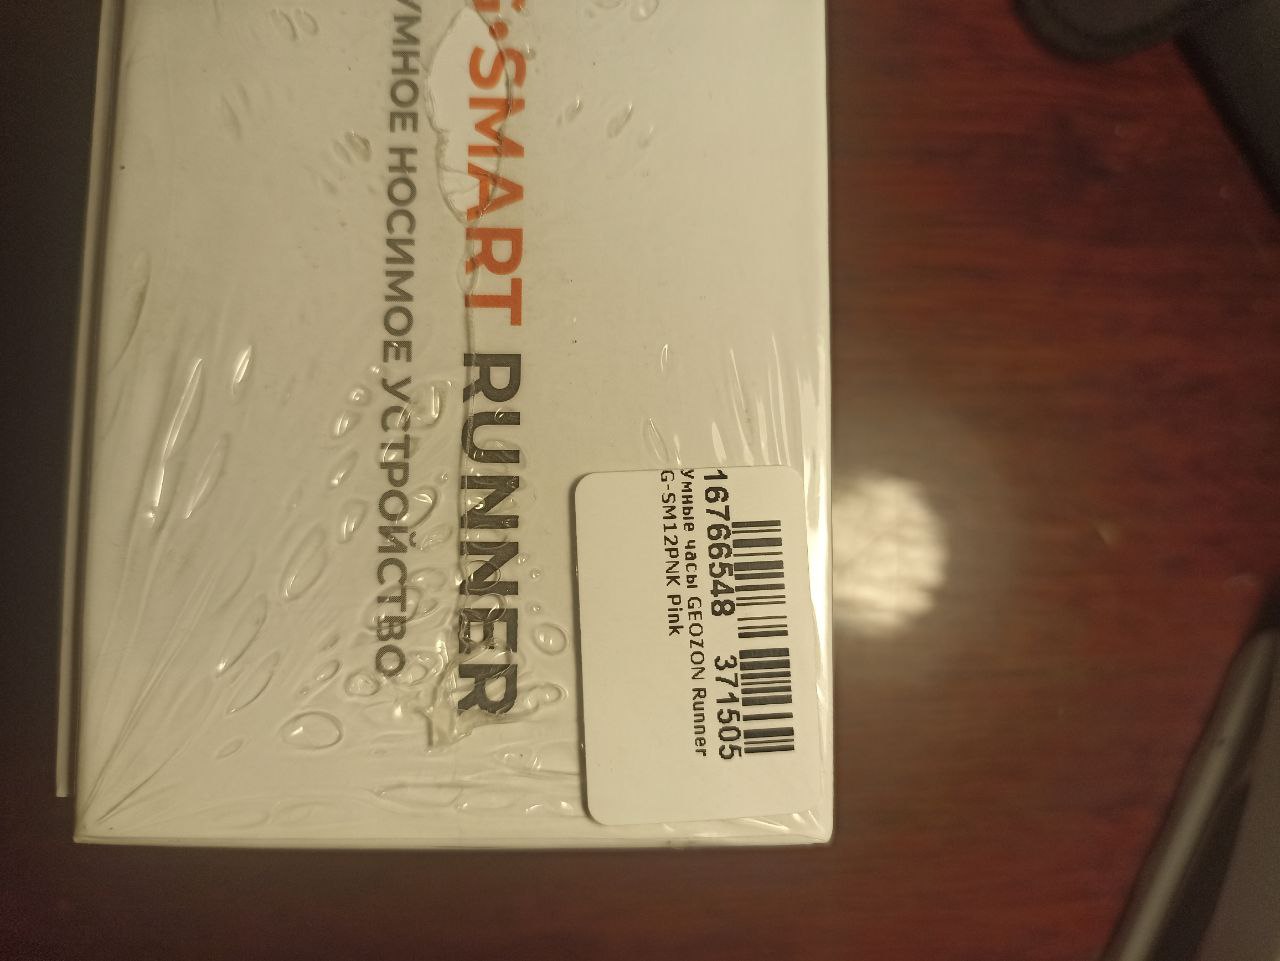 G·SMART RUNNER
УМНОЕ НОСИМОЕ УСТРОЙСТВО
16766548 371505
умные часы GEOZON Runner
G-SM12PNK Pink